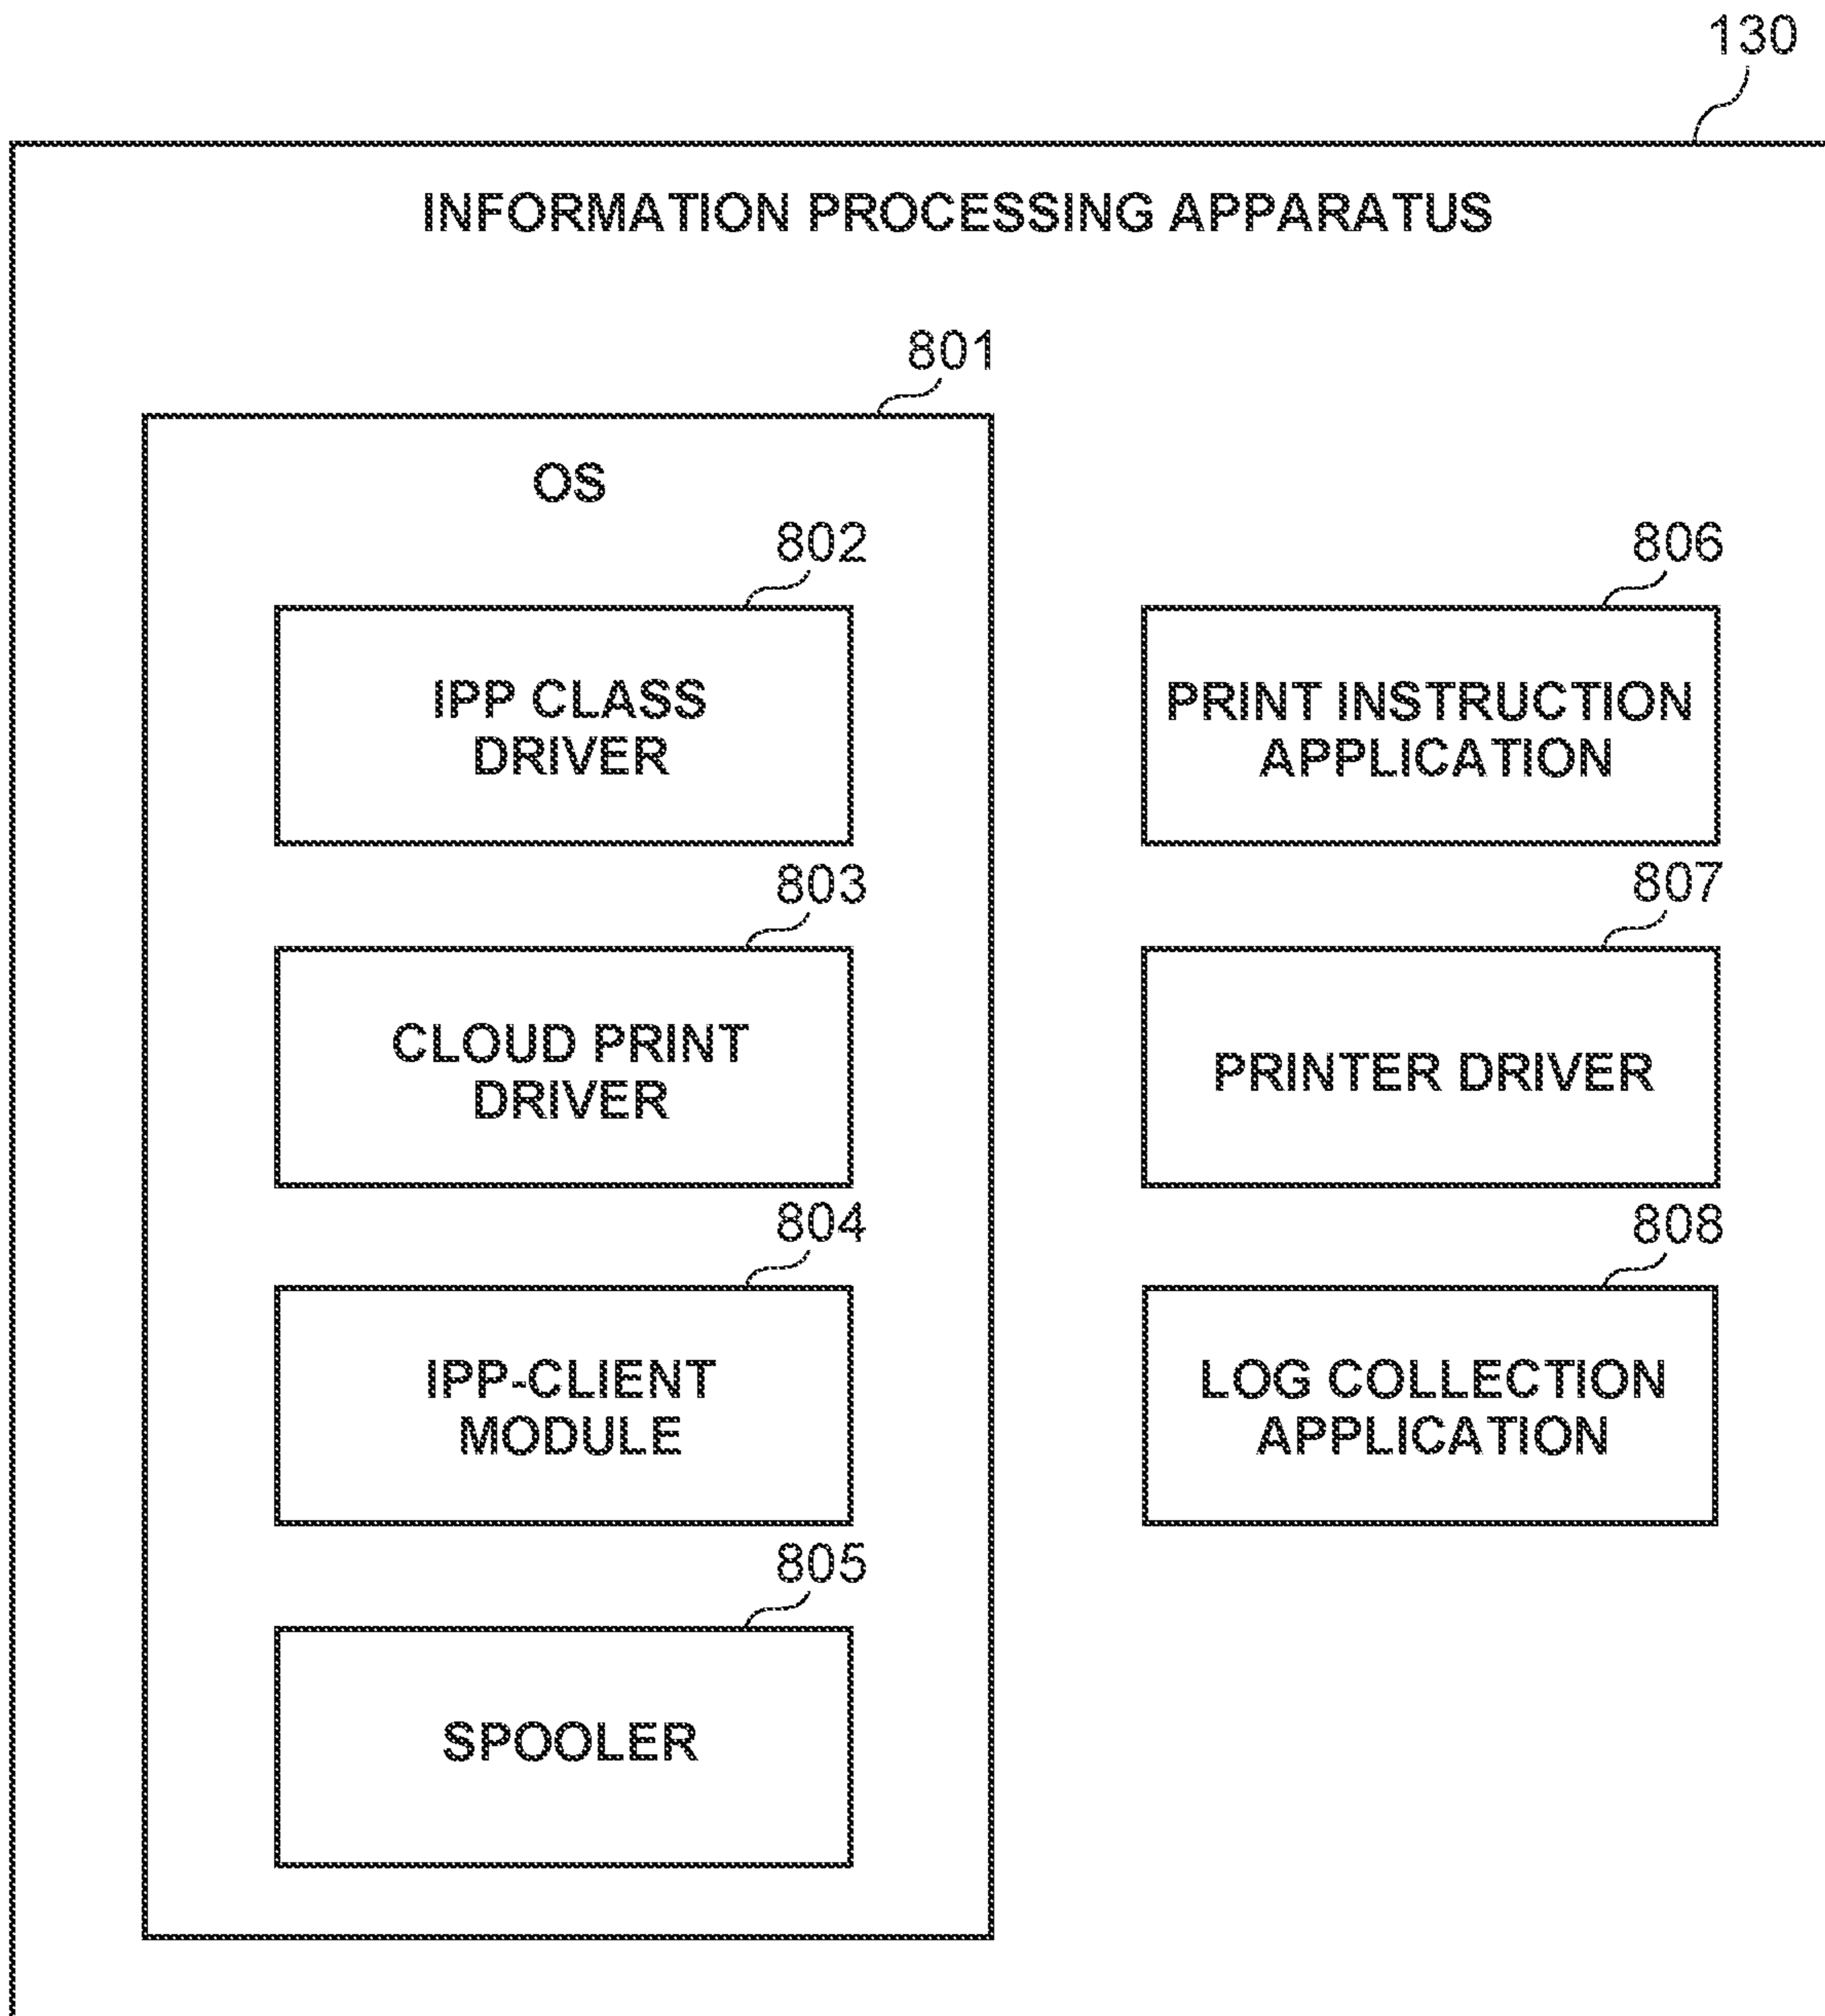 130
INFORMATION PROCESSING APPARATUS
801
OS
802
IPP CLASS
DRIVER
803
CLOUD PRINT
DRIVER
804
IPP-CLIENT
MODULE
805
SPOOLER
806
PRINT INSTRUCTION
APPLICATION
807
PRINTER DRIVER
808
LOG COLLECTION
APPLICATION